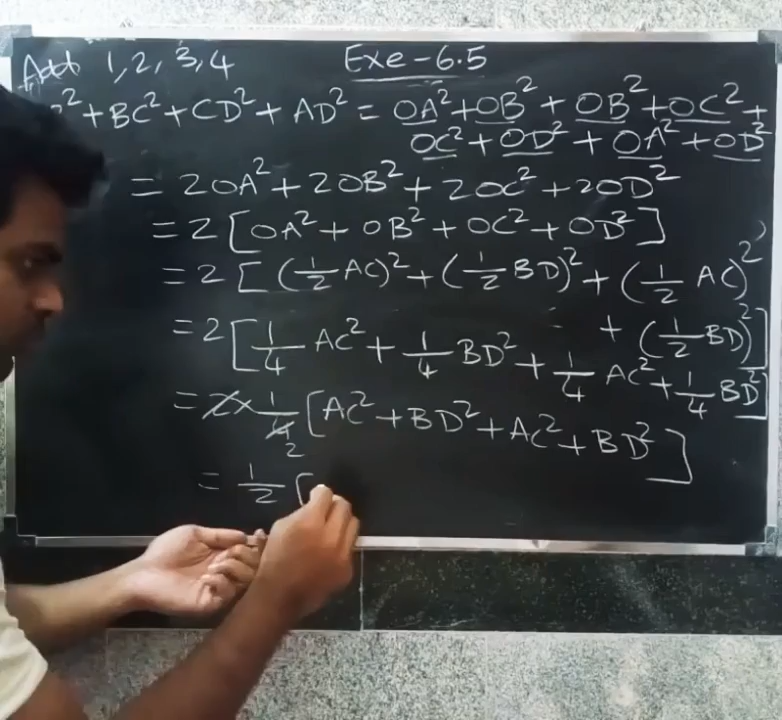 Add 1,2,3,4
Exe-6.5
²+BC²+CD²+AD² = OA²+OB²+OB²+OC²+
OC²+OD²+OA²+OD²
= 2OA²+2OB²+2OC²+2OD²
= 2[OA²+OB²+OC²+OD²]
= 2[(1/2 AC)²+(1/2 BD)²+(1/2 AC)²
+(1/2 BD)²]
= 2[1/4 AC²+1/4 BD²+1/4 AC²+1/4 BD²]
= 2×1/4[AC²+BD²+AC²+BD²]
2
= 1/2[